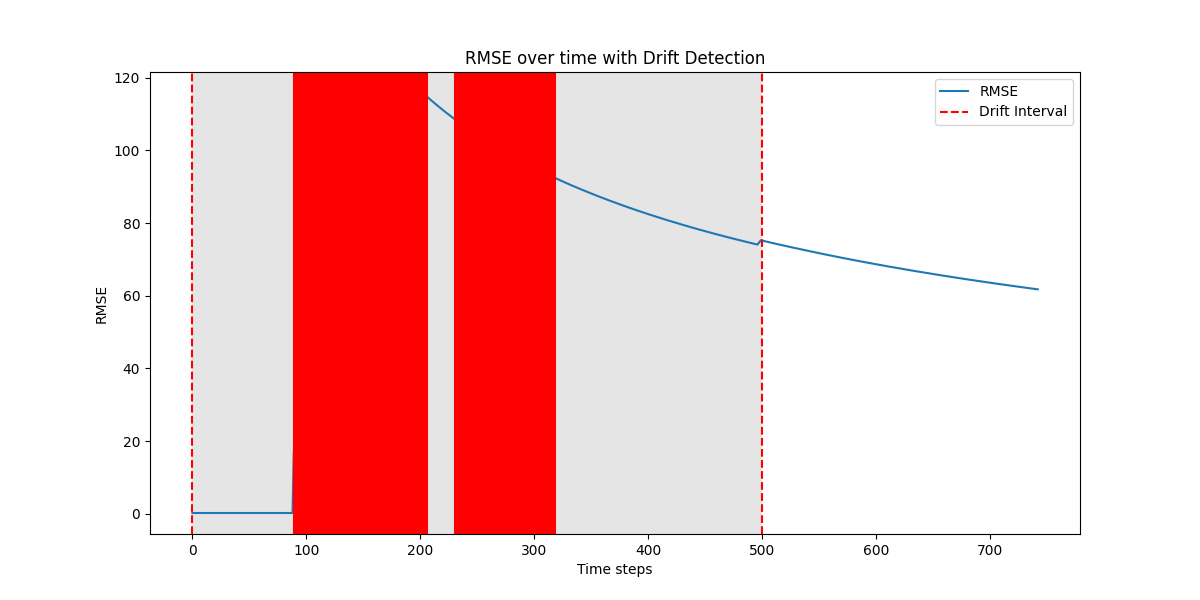 RMSE over time with Drift Detection
RMSE
Drift Interval
120
100
80
60
40
20
0
RMSE
0 100 200 300 400 500 600 700
Time steps